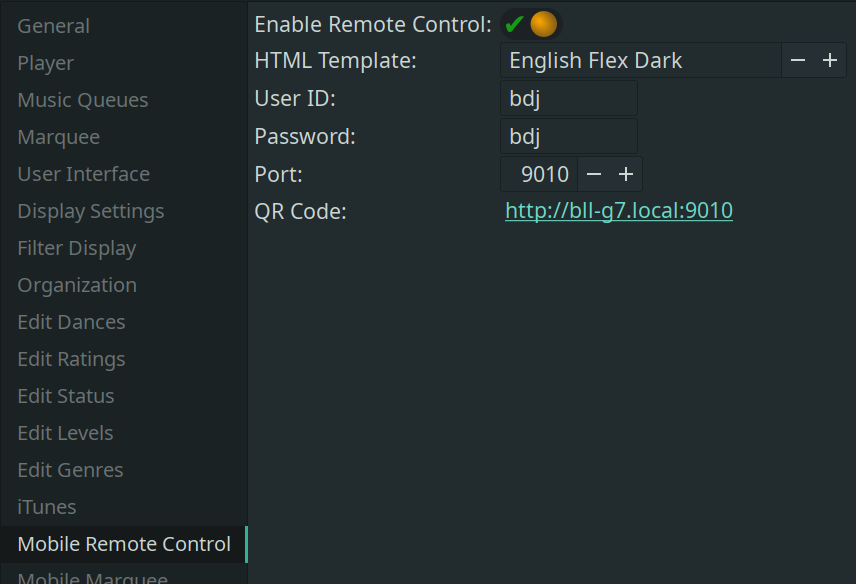 General
Player
Music Queues
Marquee
User Interface
Display Settings
Filter Display
Organization
Edit Dances
Edit Ratings
Edit Status
Edit Levels
Edit Genres
iTunes
Mobile Remote Control
Mobile Marquee
Enable Remote Control: ✔
HTML Template: English Flex Dark − +
User ID: bdj
Password: bdj
Port: 9010 − +
QR Code: http://bll-g7.local:9010